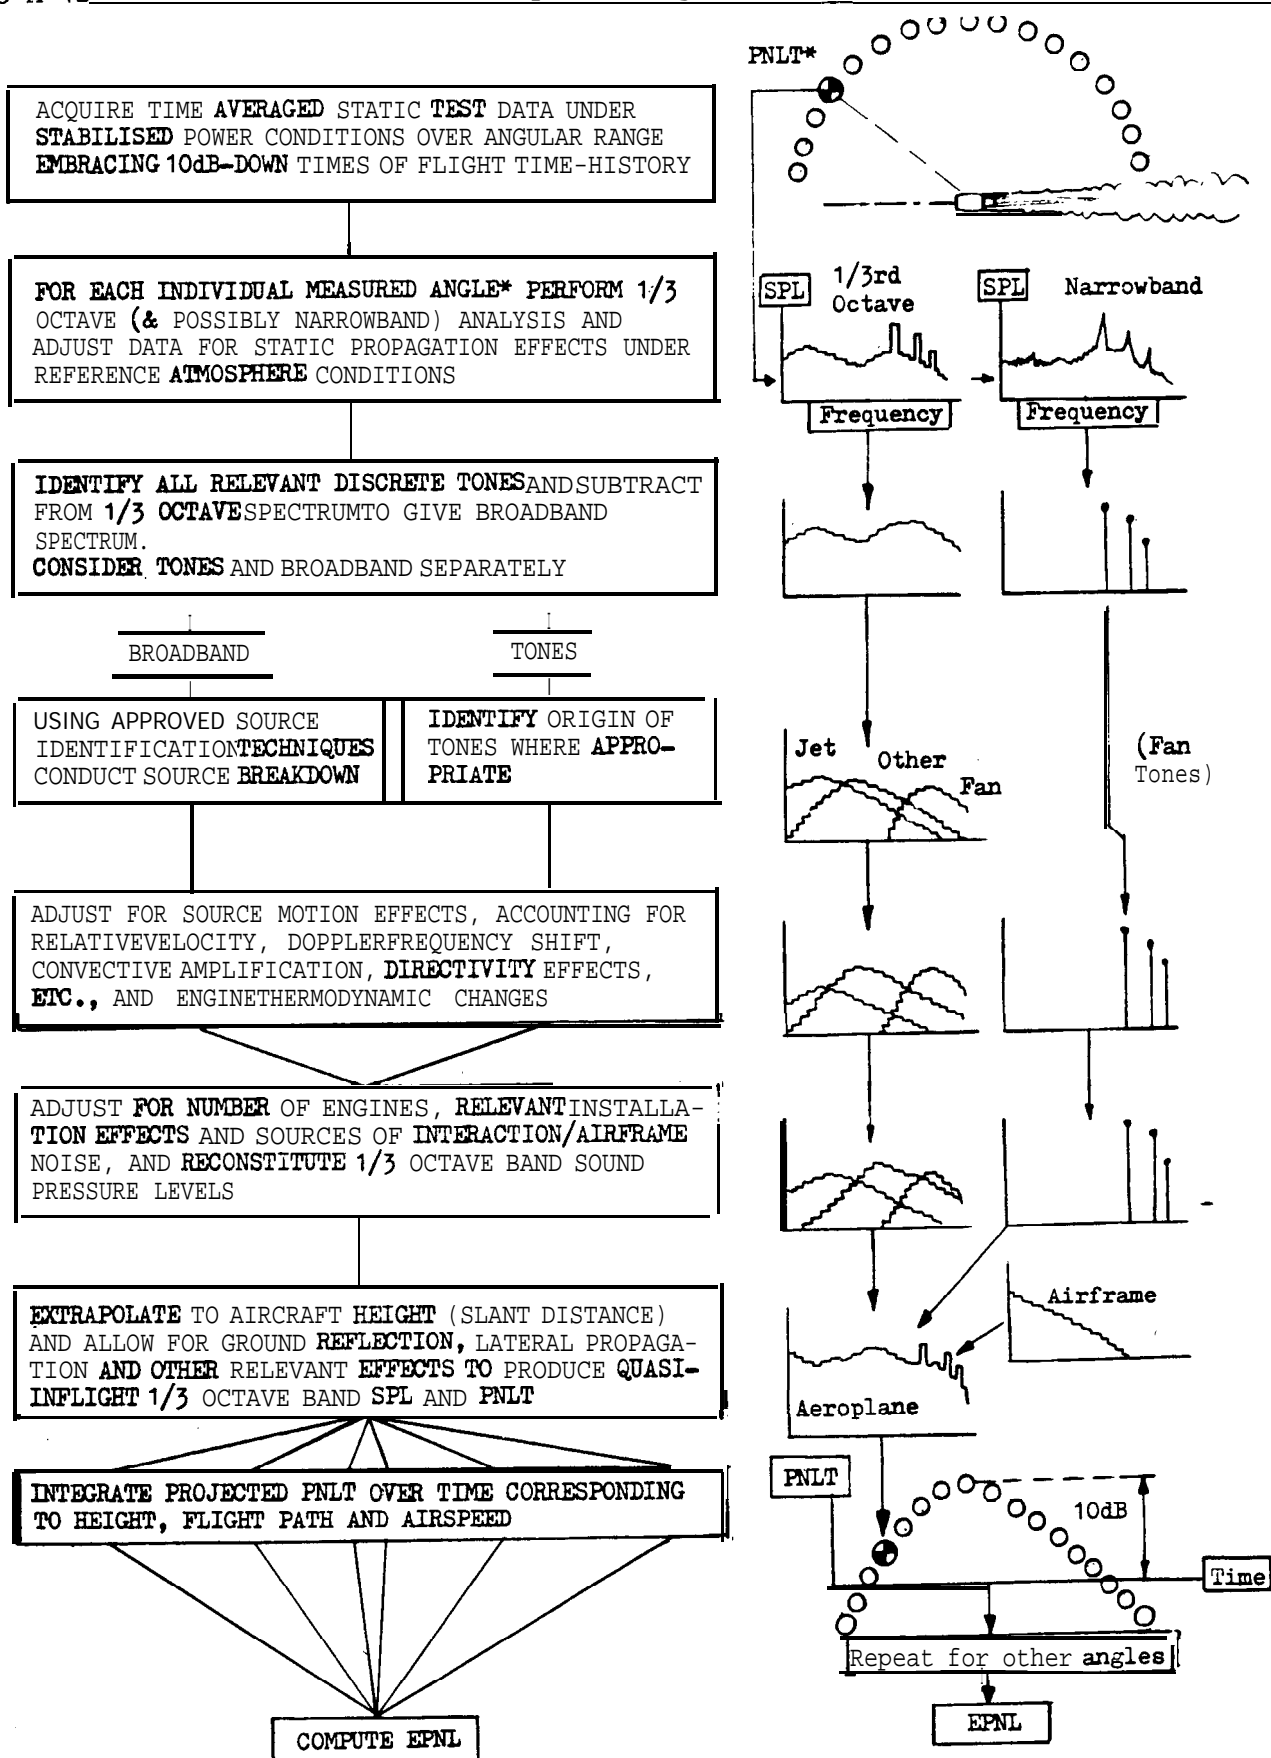 ACQUIRE TIME AVERAGED STATIC TEST DATA UNDER
STABILISED POWER CONDITIONS OVER ANGULAR RANGE
EMBRACING 10dB-DOWN TIMES OF FLIGHT TIME-HISTORY
FOR EACH INDIVIDUAL MEASURED ANGLE* PERFORM 1/3
OCTAVE (& POSSIBLY NARROWBAND) ANALYSIS AND
ADJUST DATA FOR STATIC PROPAGATION EFFECTS UNDER
REFERENCE ATMOSPHERE CONDITIONS
IDENTIFY ALL RELEVANT DISCRETE TONES AND SUBTRACT
FROM 1/3 OCTAVE SPECTRUM TO GIVE BROADBAND
SPECTRUM.
CONSIDER TONES AND BROADBAND SEPARATELY
BROADBAND
TONES
USING APPROVED SOURCE
IDENTIFICATION TECHNIQUES
CONDUCT SOURCE BREAKDOWN
IDENTIFY ORIGIN OF
TONES WHERE APPRO-
PRIATE
ADJUST FOR SOURCE MOTION EFFECTS, ACCOUNTING FOR
RELATIVE VELOCITY, DOPPLER FREQUENCY SHIFT,
CONVECTIVE AMPLIFICATION, DIRECTIVITY EFFECTS,
ETC., AND ENGINE THERMODYNAMIC CHANGES
ADJUST FOR NUMBER OF ENGINES, RELEVANT INSTALLA-
TION EFFECTS AND SOURCES OF INTERACTION/AIRFRAME
NOISE, AND RECONSTITUTE 1/3 OCTAVE BAND SOUND
PRESSURE LEVELS
EXTRAPOLATE TO AIRCRAFT HEIGHT (SLANT DISTANCE)
AND ALLOW FOR GROUND REFLECTION, LATERAL PROPAGA-
TION AND OTHER RELEVANT EFFECTS TO PRODUCE QUASI-
INFLIGHT 1/3 OCTAVE BAND SPL AND PNLT
INTEGRATE PROJECTED PNLT OVER TIME CORRESPONDING
TO HEIGHT, FLIGHT PATH AND AIRSPEED
COMPUTE EPNL
PNLT*
SPL
1/3rd
Octave
SPL
Narrowband
Frequency
Frequency
Jet
Other
Fan
(Fan
Tones)
Airframe
Aeroplane
PNLT
10dB
Time
Repeat for other angles
EPNL